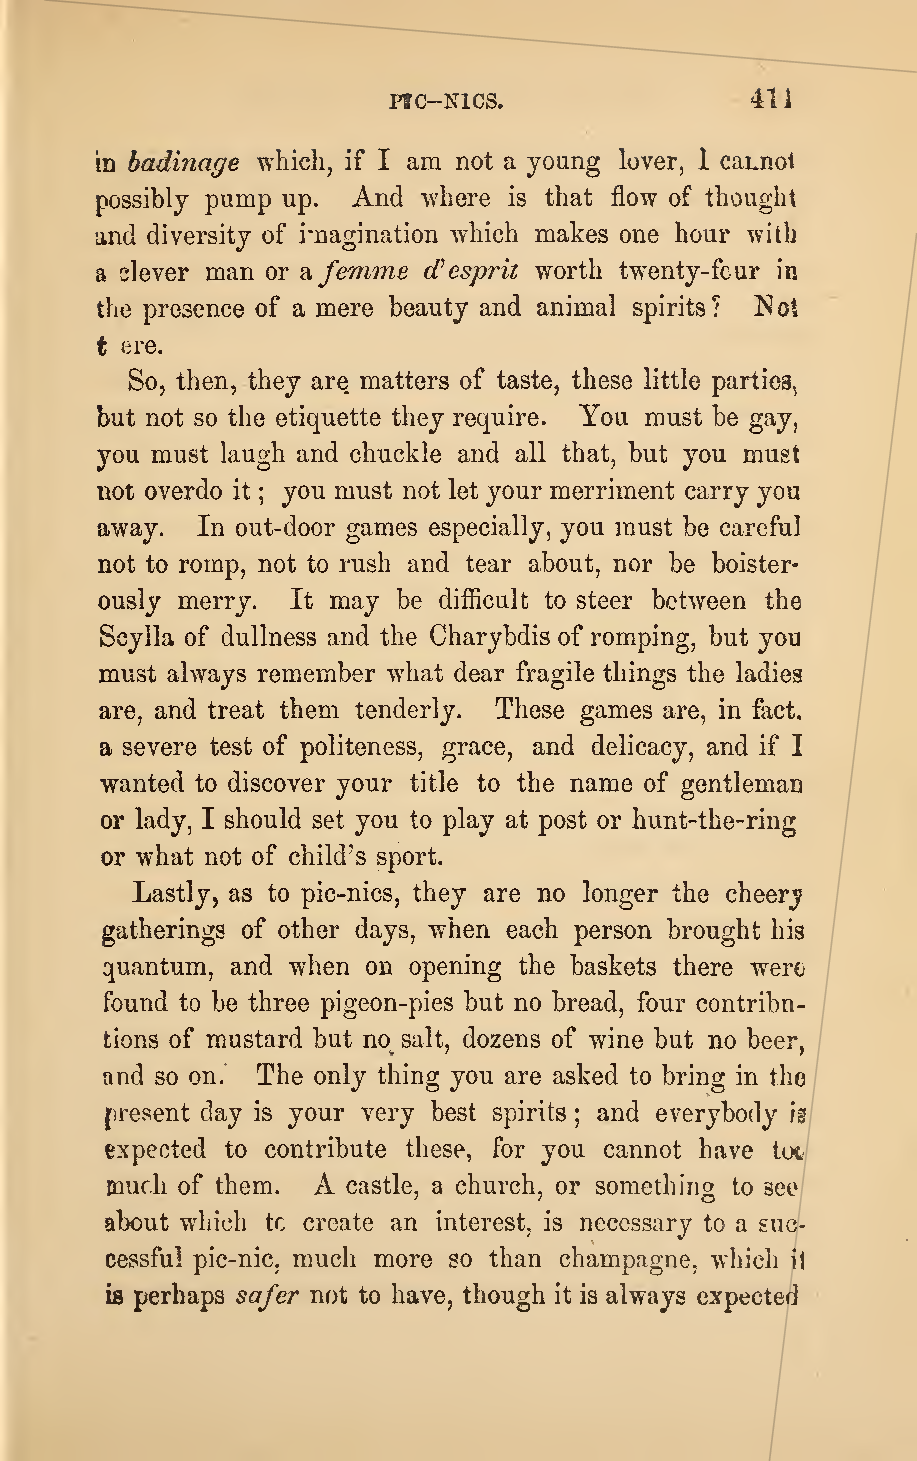 PIC-NICS. 411
in badinage which, if I am not a young lover, I cannot
possibly pump up. And where is that flow of thought
and diversity of imagination which makes one hour with
a clever man or a femme d'esprit worth twenty-four in
the presence of a mere beauty and animal spirits? Not
t ere.
So, then, they are matters of taste, these little parties,
but not so the etiquette they require. You must be gay,
you must laugh and chuckle and all that, but you must
not overdo it; you must not let your merriment carry you
away. In out-door games especially, you must be careful
not to romp, not to rush and tear about, nor be boister-
ously merry. It may be difficult to steer between the
Scylla of dullness and the Charybdis of romping, but you
must always remember what dear fragile things the ladies
are, and treat them tenderly. These games are, in fact,
a severe test of politeness, grace, and delicacy, and if I
wanted to discover your title to the name of gentleman
or lady, I should set you to play at post or hunt-the-ring
or what not of child's sport.
Lastly, as to pic-nics, they are no longer the cheery
gatherings of other days, when each person brought his
quantum, and when on opening the baskets there were
found to be three pigeon-pies but no bread, four contribu-
tions of mustard but no salt, dozens of wine but no beer,
and so on. The only thing you are asked to bring in the
present day is your very best spirits; and everybody is
expected to contribute these, for you cannot have too
much of them. A castle, a church, or something to see
about which to create an interest, is necessary to a suc-
cessful pic-nic, much more so than champagne, which it
is perhaps safer not to have, though it is always expected